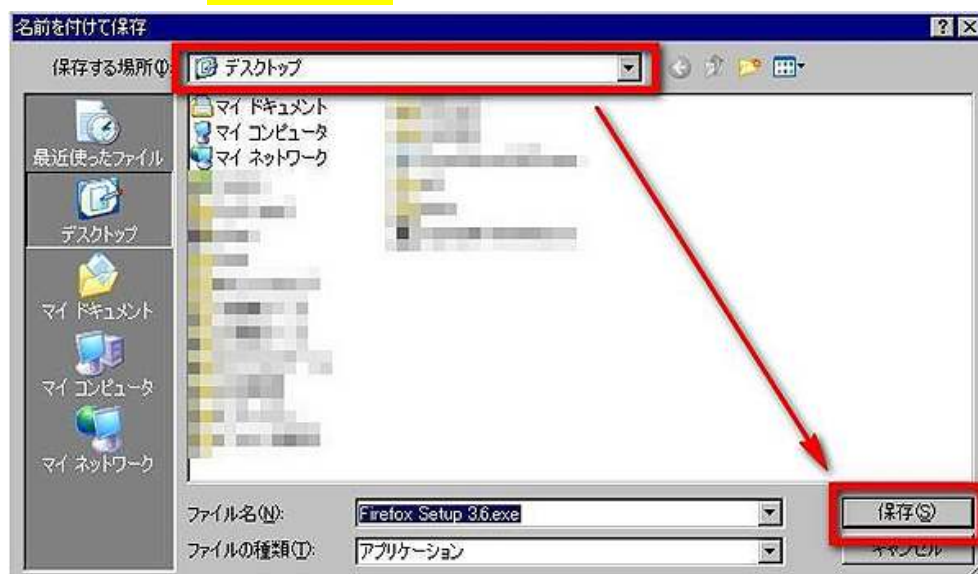 名前を付けて保存
保存する場所(I):
デスクトップ
マイ ドキュメント
マイ コンピュータ
マイ ネットワーク
最近使ったファイル
デスクトップ
マイ ドキュメント
マイ コンピュータ
マイ ネットワーク
ファイル名(N):
Firefox Setup 3.6.exe
保存(S)
ファイルの種類(T):
アプリケーション
キャンセル